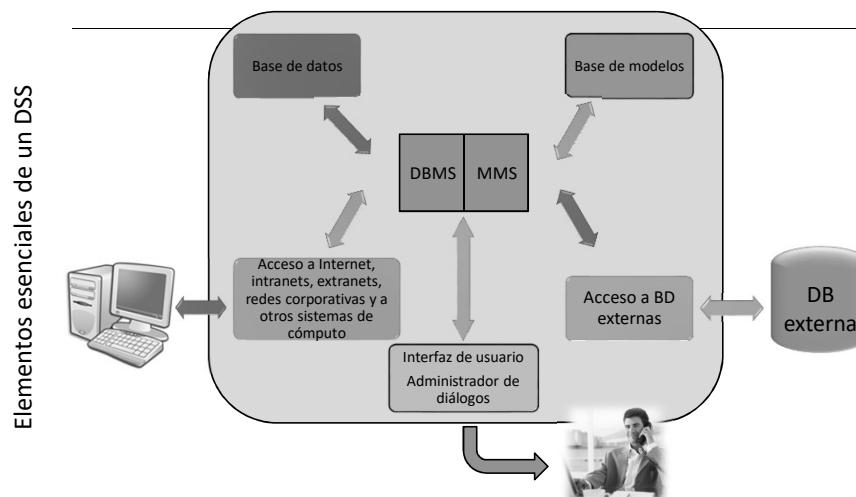 Elementos esenciales de un DSS
Base de datos
Base de modelos
DBMS
MMS
Acceso a Internet,
intranets, extranets,
redes corporativas y a
otros sistemas de
cómputo
Acceso a BD
externas
DB
externa
Interfaz de usuario
Administrador de
diálogos